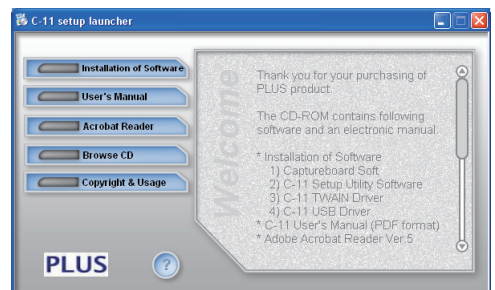 C-11 setup launcher
Installation of Software
User's Manual
Acrobat Reader
Browse CD
Copyright & Usage
PLUS
?
Welcome
Thank you for your purchasing of
PLUS product.
The CD-ROM contains following
software and an electronic manual.
* Installation of Software
1) Captureboard Soft
2) C-11 Setup Utility Software
3) C-11 TWAIN Driver
4) C-11 USB Driver
* C-11 User's Manual (PDF format)
* Adobe Acrobat Reader Ver.5